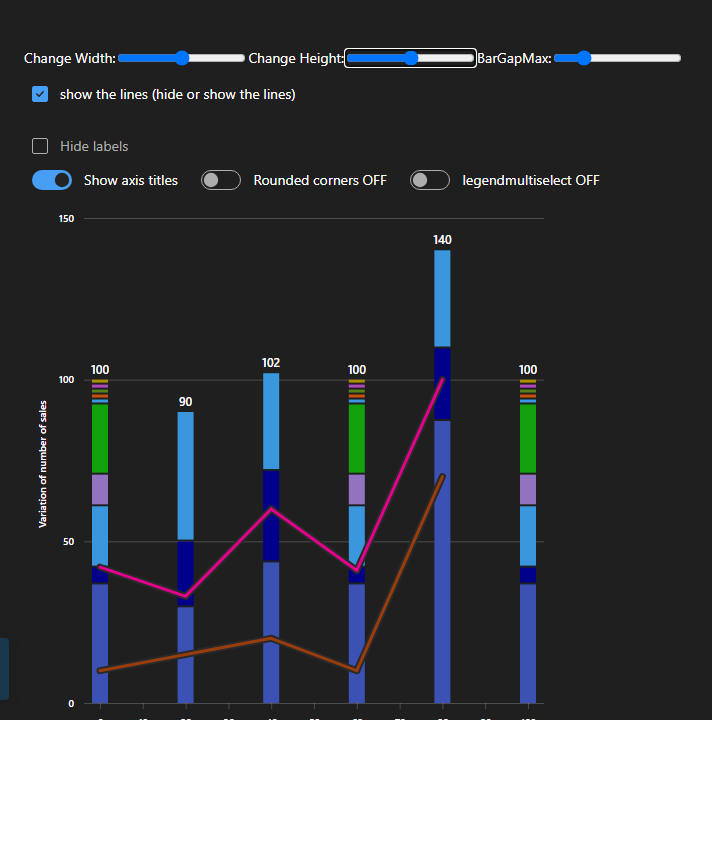 Change Width: Change Height: BarGapMax:
show the lines (hide or show the lines)
Hide labels
Show axis titles Rounded corners OFF legendmultiselect OFF
150
140
100
102
100
100
100
90
Variation of number of sales
50
0